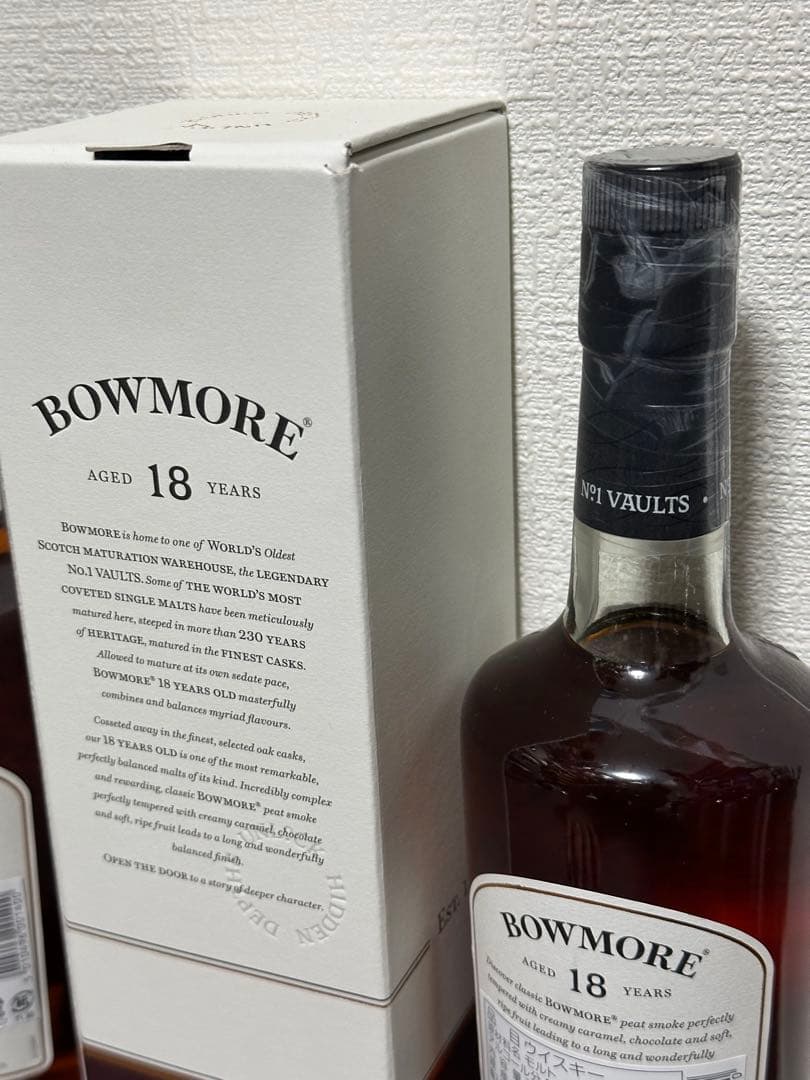 BOWMORE®
AGED 18 YEARS
BOWMORE is home to one of WORLD'S Oldest
SCOTCH MATURATION WAREHOUSE, the LEGENDARY
No.1 VAULTS. Some of THE WORLD'S MOST
COVETED SINGLE MALTS have been meticulously
matured here, steeped in more than 230 YEARS
of HERITAGE, matured in the FINEST CASKS.
Allowed to mature at its own sedate pace,
BOWMORE® 18 YEARS OLD masterfully
combines and balances myriad flavours.
Cosseted away in the finest, selected oak casks,
our 18 YEARS OLD is one of the most remarkable,
perfectly balanced malts of its kind. Incredibly complex
and rewarding, classic BOWMORE® peat smoke
perfectly tempered with creamy caramel, chocolate
and soft, ripe fruit leads to a long and wonderfully
balanced finish.
OPEN THE DOOR to a story of deeper character.
UNLOCK HIDDEN DEPTHS
EST.
Nº1 VAULTS •
BOWMORE®
AGED 18 YEARS
Discover classic BOWMORE® peat smoke perfectly
tempered with creamy caramel, chocolate and soft,
ripe fruit leading to a long and wonderfully
ウイスキー
モルト